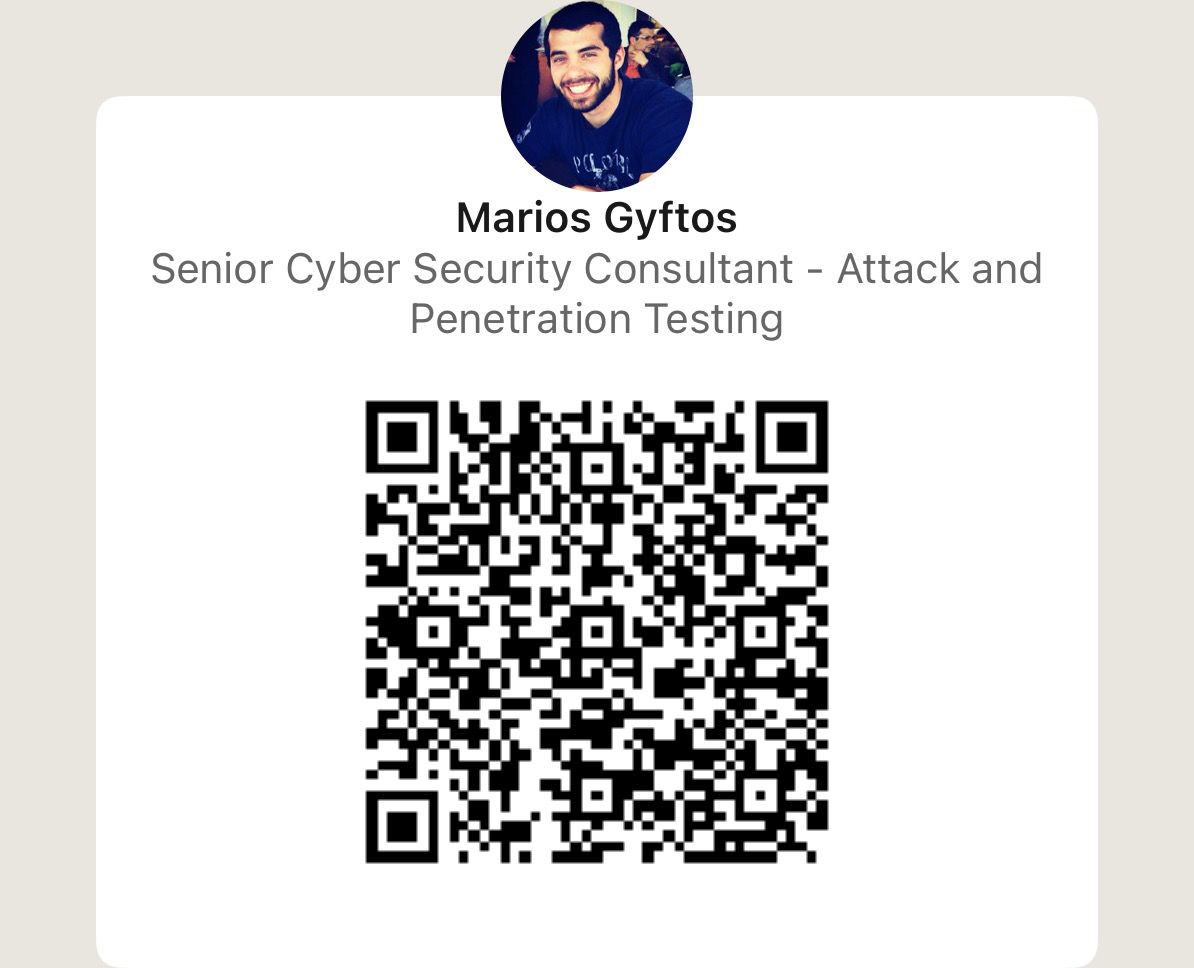 Marios Gyftos
Senior Cyber Security Consultant - Attack and
Penetration Testing